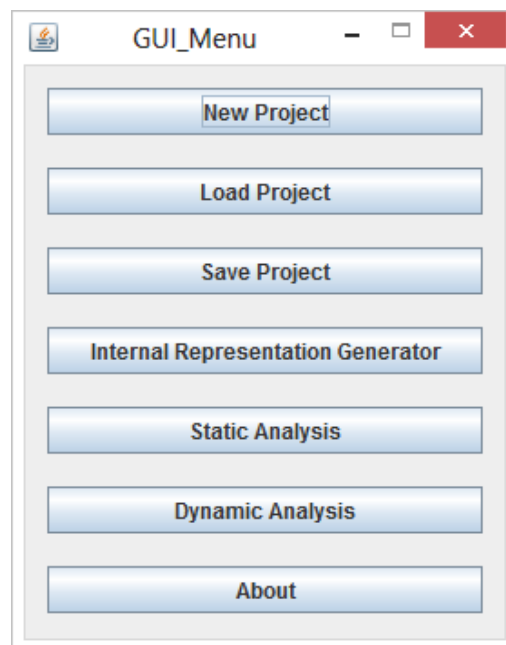 GUI_Menu
New Project
Load Project
Save Project
Internal Representation Generator
Static Analysis
Dynamic Analysis
About